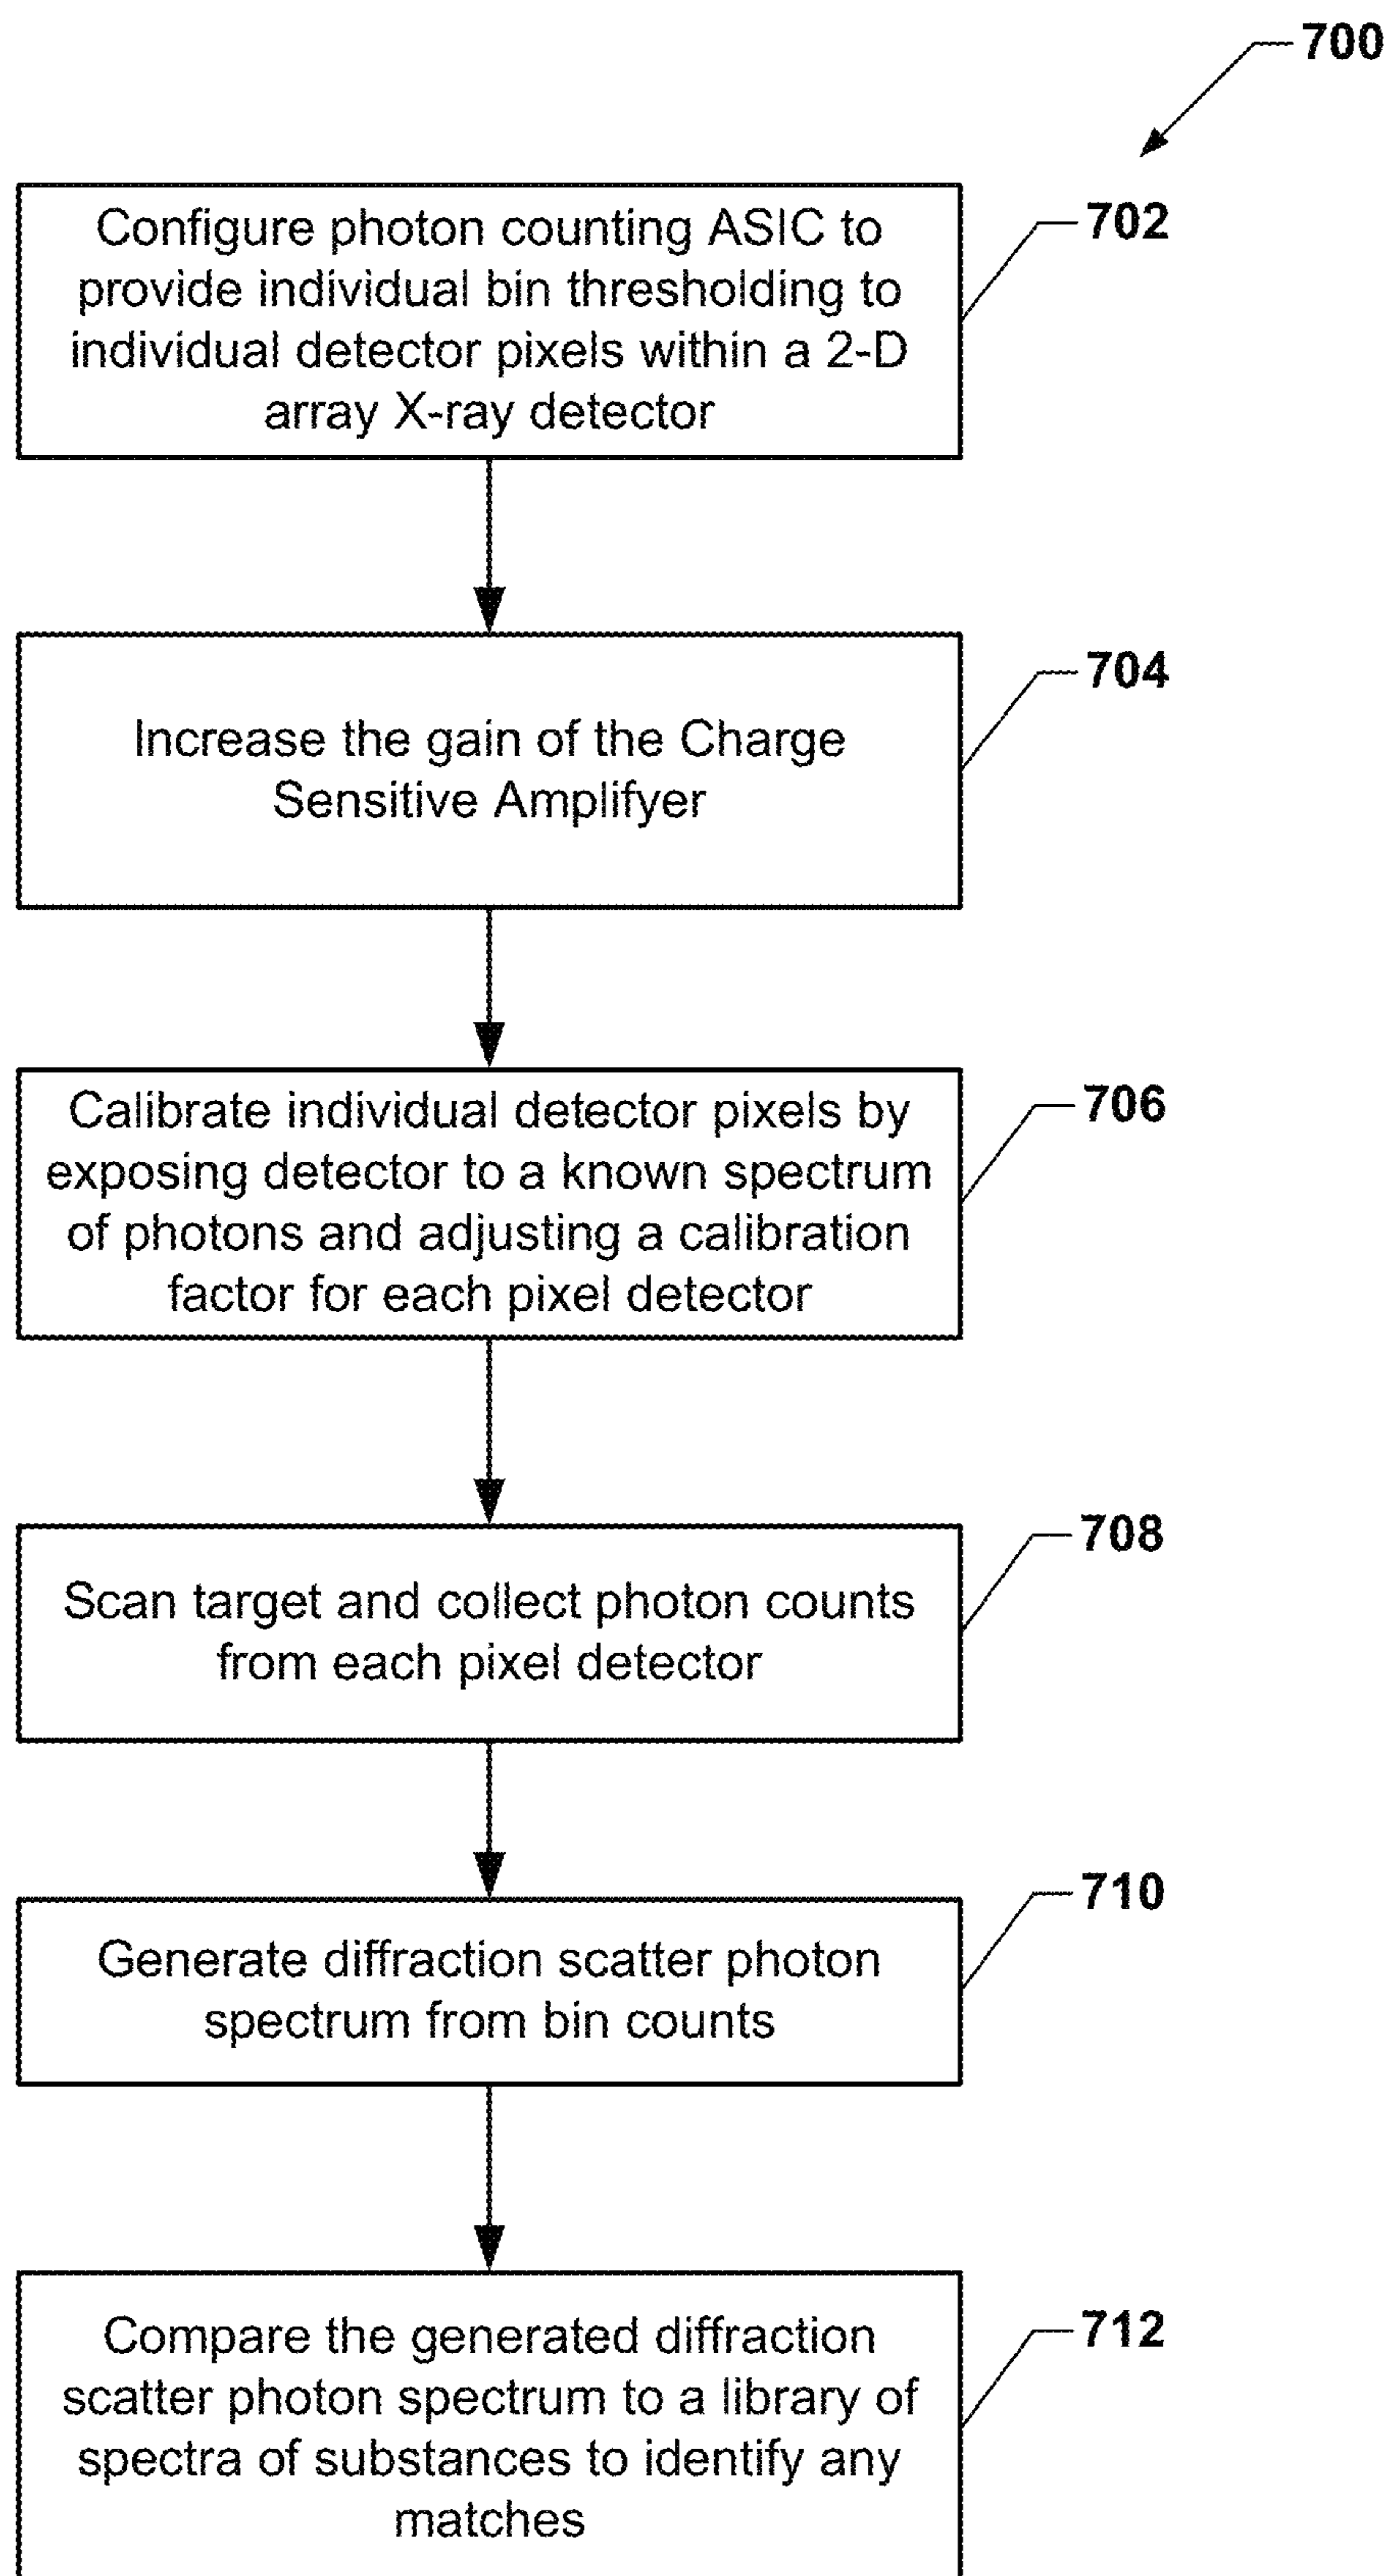 700
Configure photon counting ASIC to
provide individual bin thresholding to
individual detector pixels within a 2-D
array X-ray detector
702
Increase the gain of the Charge
Sensitive Amplifyer
704
Calibrate individual detector pixels by
exposing detector to a known spectrum
of photons and adjusting a calibration
factor for each pixel detector
706
Scan target and collect photon counts
from each pixel detector
708
Generate diffraction scatter photon
spectrum from bin counts
710
Compare the generated diffraction
scatter photon spectrum to a library of
spectra of substances to identify any
matches
712